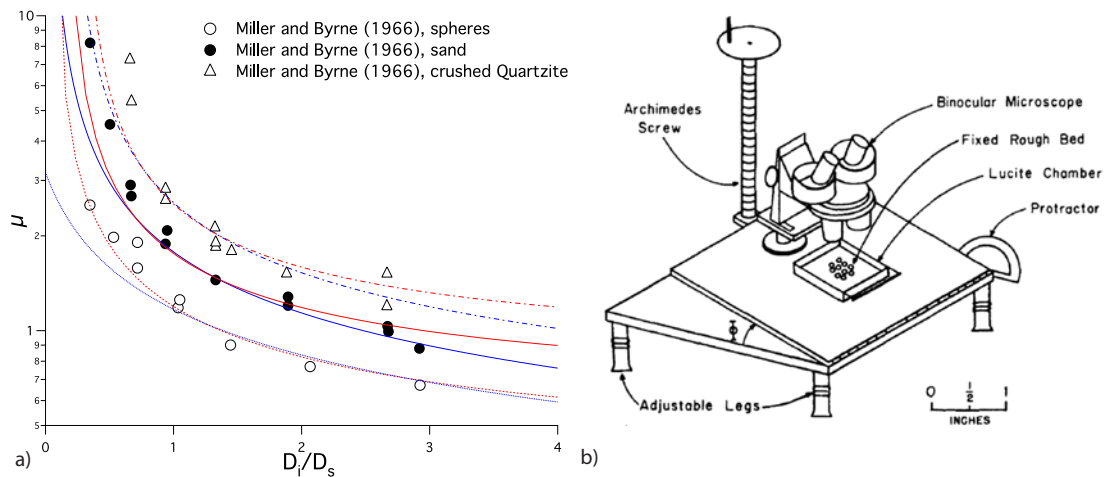 10
9
8
7
6
5
4
3
2
1
9
8
7
6
5
μ
0
1
2
3
4
D_i/D_s
Miller and Byrne (1966), spheres
Miller and Byrne (1966), sand
Miller and Byrne (1966), crushed Quartzite
a)
Archimedes
Screw
Binocular Microscope
Fixed Rough Bed
Lucite Chamber
Protractor
Φ
Adjustable Legs
0 1/2 1
INCHES
b)